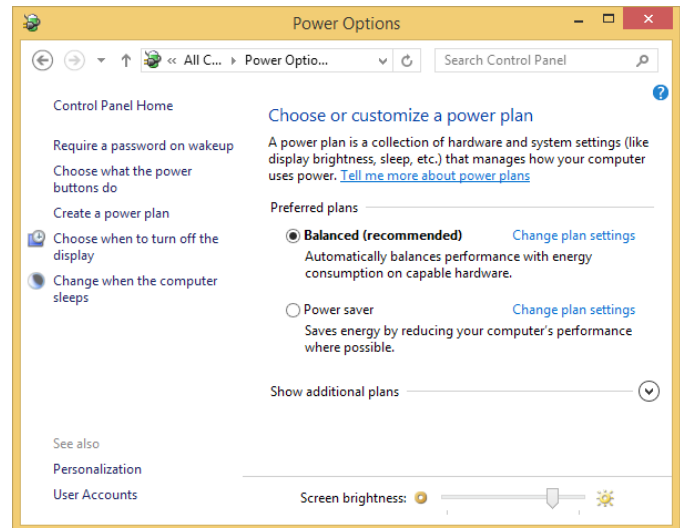 Power Options
« All C... ▸ Power Optio...
Search Control Panel
Control Panel Home
Require a password on wakeup
Choose what the power
buttons do
Create a power plan
Choose when to turn off the
display
Change when the computer
sleeps
See also
Personalization
User Accounts
Choose or customize a power plan
A power plan is a collection of hardware and system settings (like
display brightness, sleep, etc.) that manages how your computer
uses power. Tell me more about power plans
Preferred plans
Balanced (recommended) Change plan settings
Automatically balances performance with energy
consumption on capable hardware.
Power saver Change plan settings
Saves energy by reducing your computer's performance
where possible.
Show additional plans
Screen brightness: